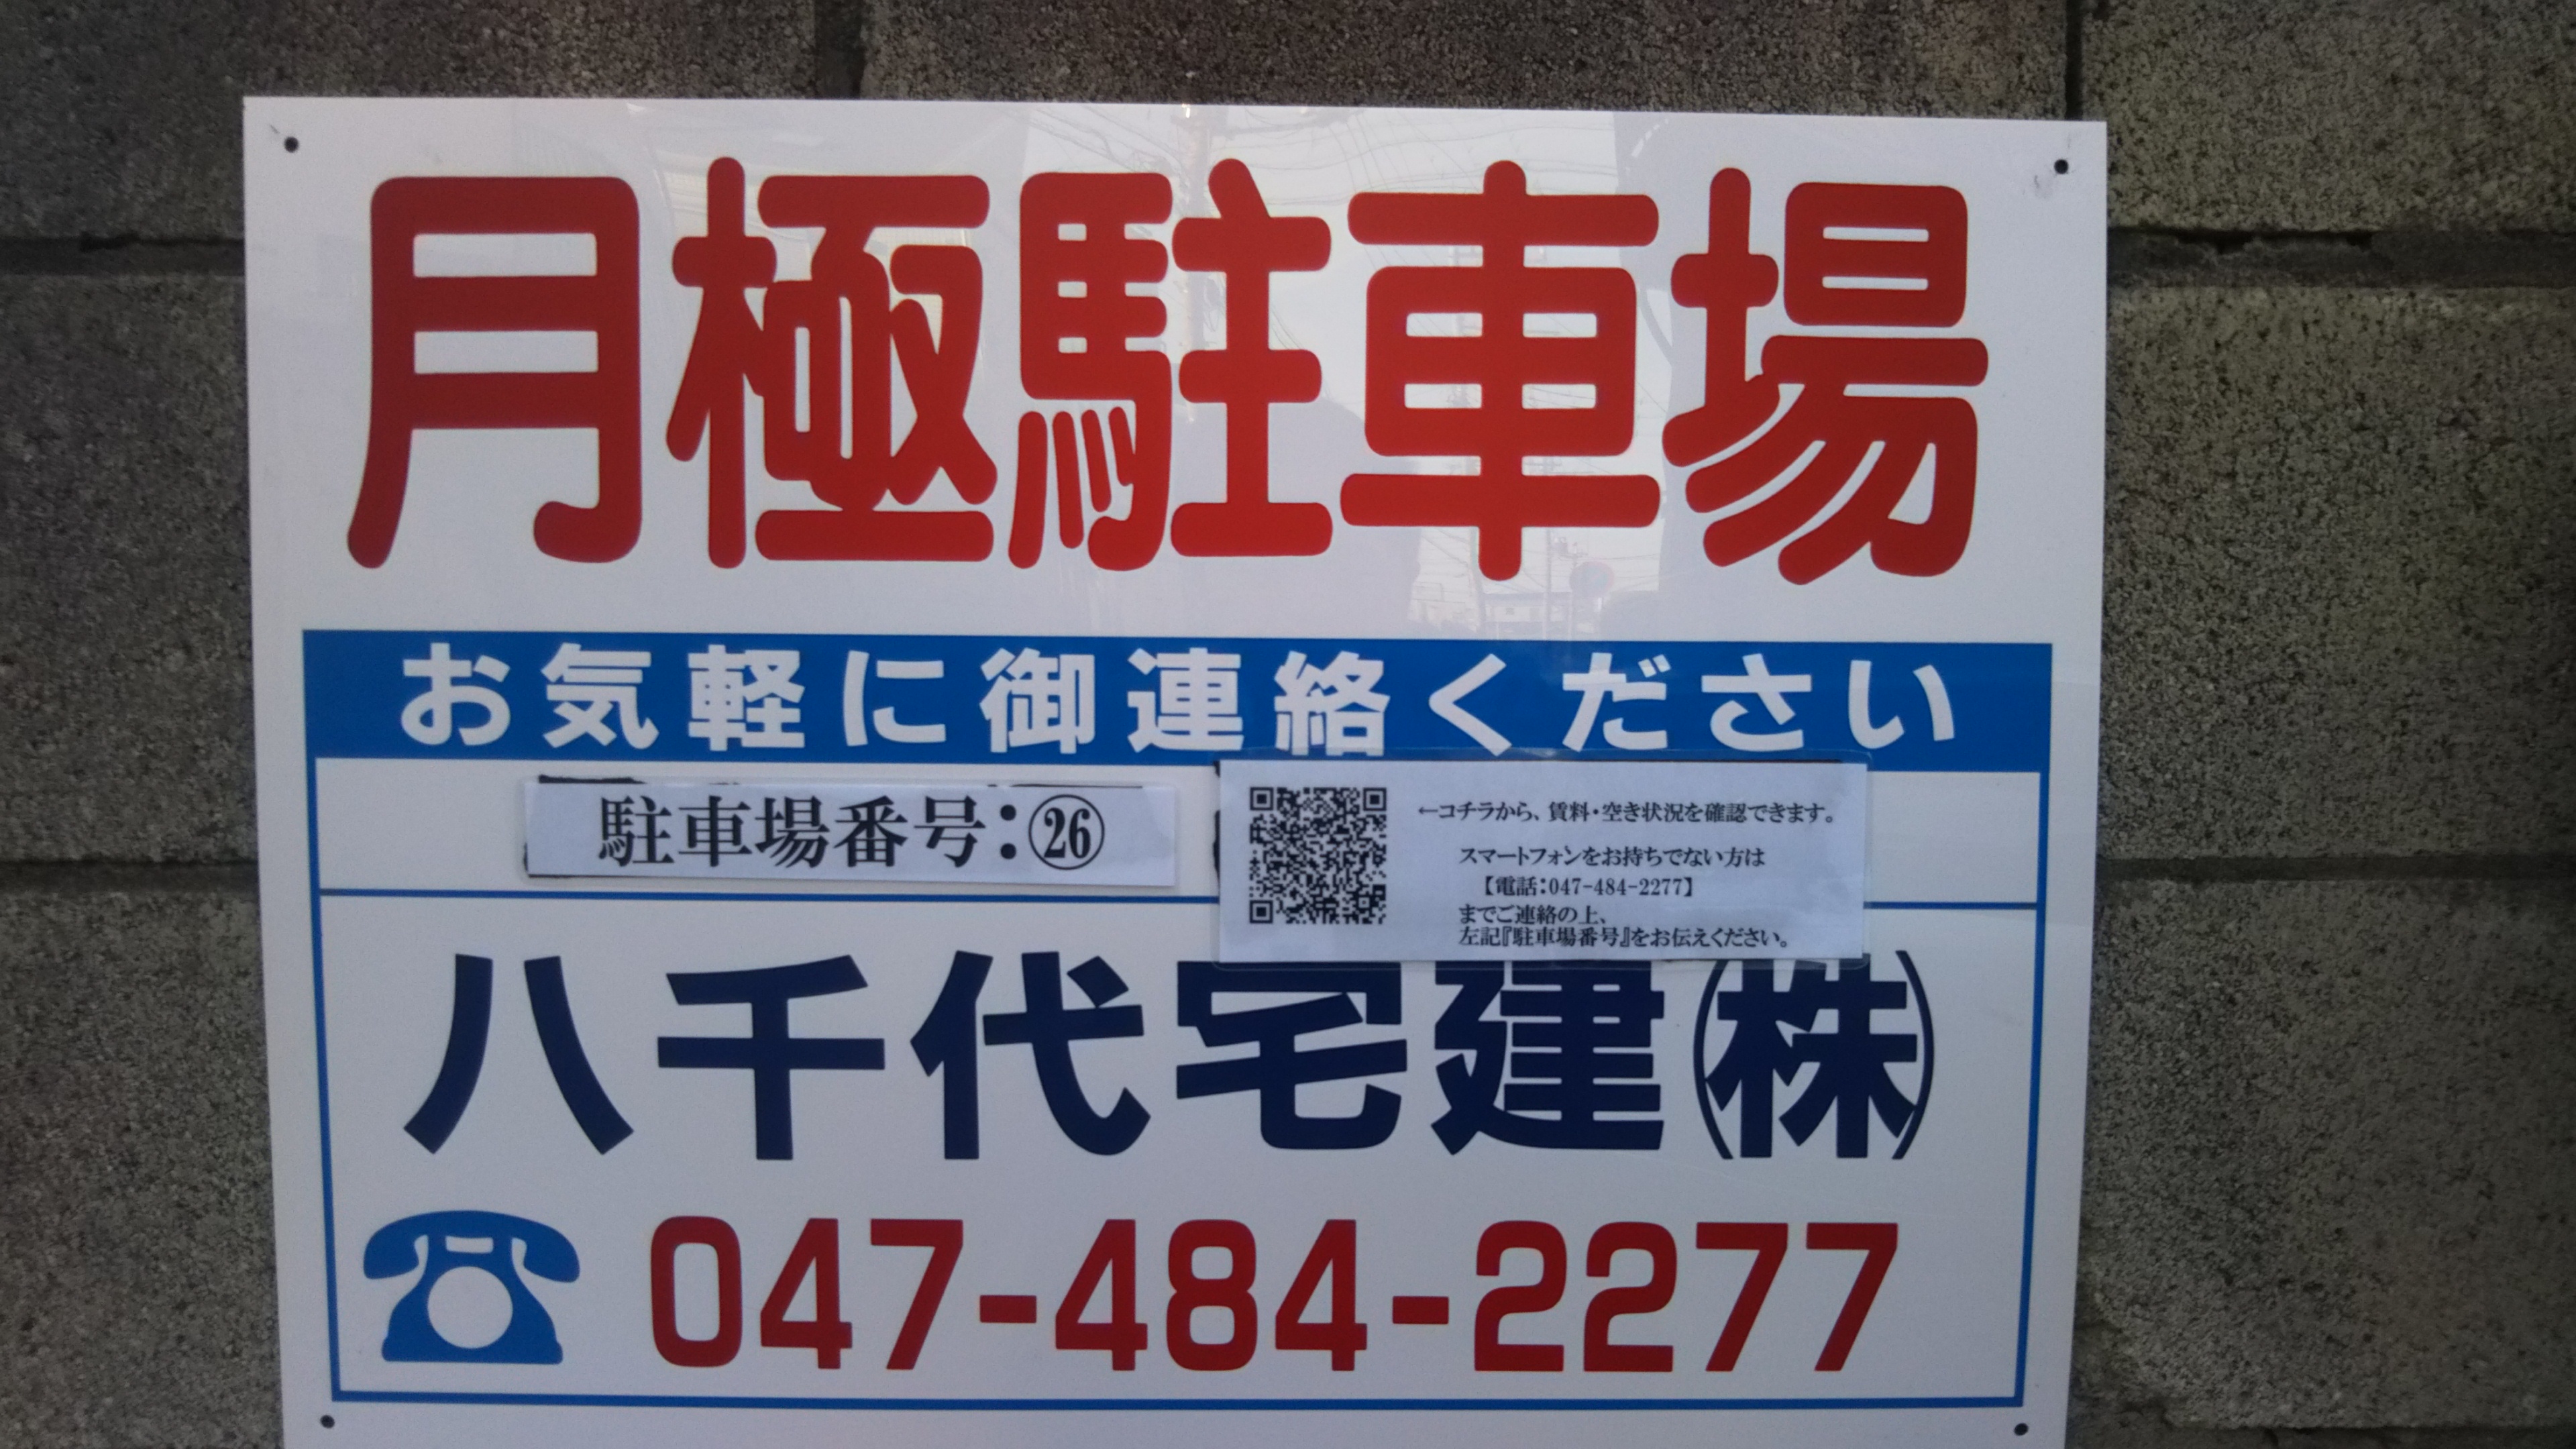 月極駐車場
お気軽に御連絡ください
駐車場番号：㉖
←コチラから、賃料・空き状況を確認できます。
スマートフォンをお持ちでない方は
【電話：047-484-2277】
までご連絡の上、
左記『駐車場番号』をお伝えください。
八千代宅建㈱
047-484-2277